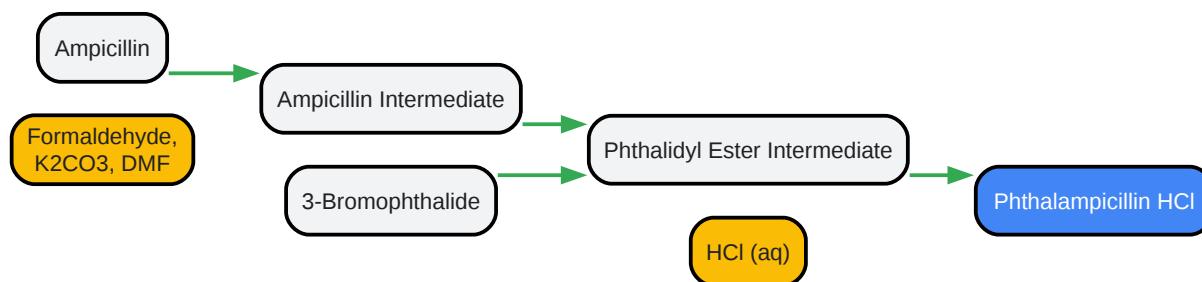 Ampicillin
Formaldehyde,
K2CO3, DMF
Ampicillin Intermediate
3-Bromophthalide
Phthalidyl Ester Intermediate
HCl (aq)
Phthalampicillin HCl